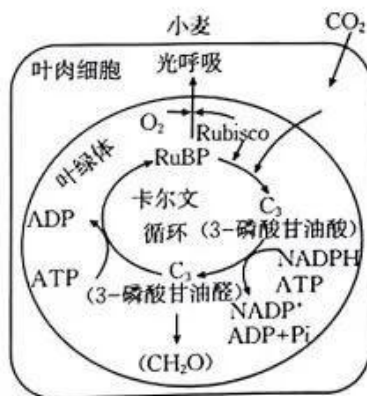 小麦
CO₂
叶肉细胞
光呼吸
O₂
Rubisco
叶绿体
RuBP
ADP
卡尔文
循环
C₃
(3-磷酸甘油酸)
NADPH
ATP
ATP
C₃
(3-磷酸甘油醛)
NADP⁺
ADP+Pi
(CH₂O)